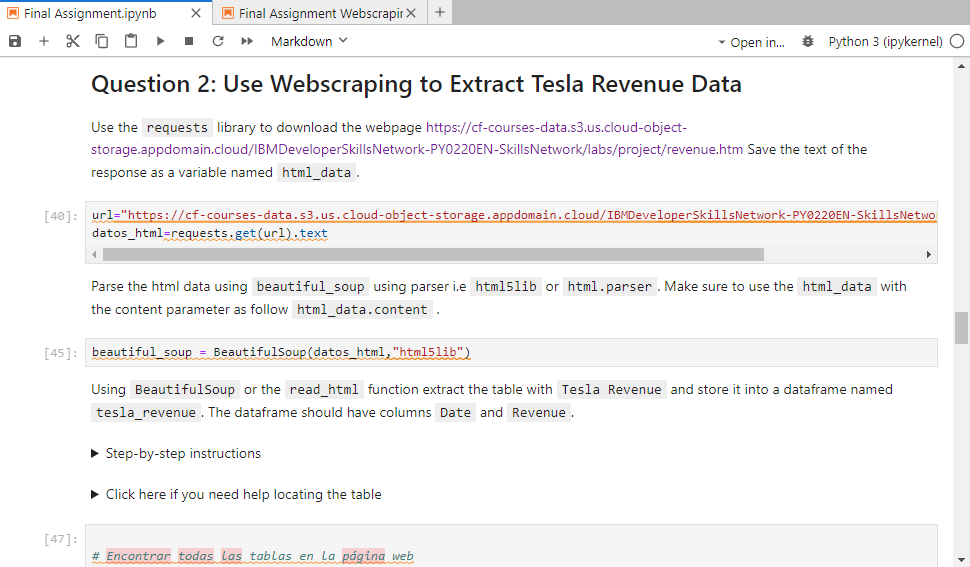 Final Assignment.ipynb
Final Assignment Webscrapin
Markdown
Open in...
Python 3 (ipykernel)
Question 2: Use Webscraping to Extract Tesla Revenue Data
Use the requests library to download the webpage https://cf-courses-data.s3.us.cloud-object-
storage.appdomain.cloud/IBMDeveloperSkillsNetwork-PY0220EN-SkillsNetwork/labs/project/revenue.htm Save the text of the
response as a variable named html_data.
[40]:
url="https://cf-courses-data.s3.us.cloud-object-storage.appdomain.cloud/IBMDeveloperSkillsNetwork-PY0220EN-SkillsNetwo
datos_html=requests.get(url).text
Parse the html data using beautiful_soup using parser i.e html5lib or html.parser. Make sure to use the html_data with
the content parameter as follow html_data.content .
[45]:
beautiful_soup = BeautifulSoup(datos_html,"html5lib")
Using BeautifulSoup or the read_html function extract the table with Tesla Revenue and store it into a dataframe named
tesla_revenue. The dataframe should have columns Date and Revenue.
Step-by-step instructions
Click here if you need help locating the table
[47]:
# Encontrar todas las tablas en la página web